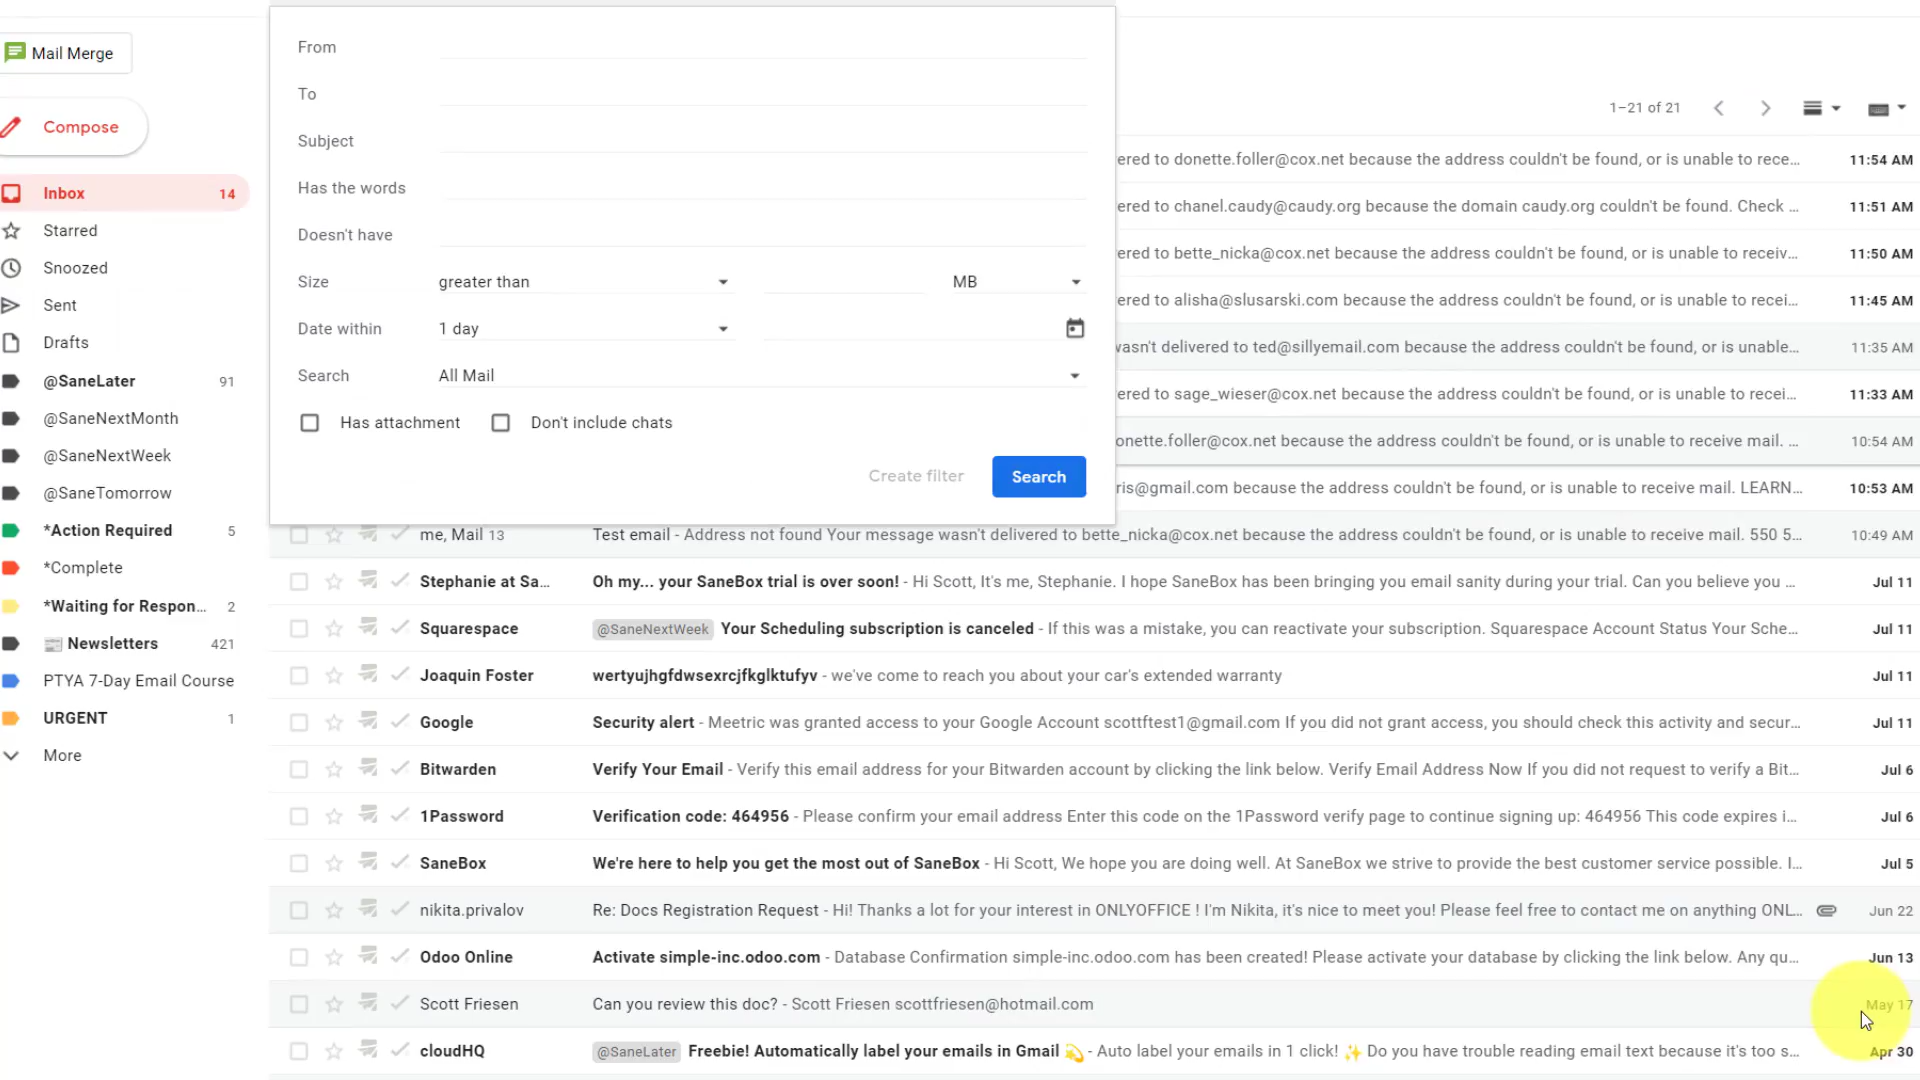 Mail Merge
Compose
Inbox 14
Starred
Snoozed
Sent
Drafts
@SaneLater 91
@SaneNextMonth
@SaneNextWeek
@SaneTomorrow
*Action Required 5
*Complete
*Waiting for Respon... 2
📰 Newsletters 421
PTYA 7-Day Email Course
URGENT 1
More
From
To
Subject
Has the words
Doesn't have
Size greater than MB
Date within 1 day
Search All Mail
Has attachment Don't include chats
Create filter Search
1–21 of 21
ered to donette.foller@cox.net because the address couldn't be found, or is unable to rece... 11:54 AM
ered to chanel.caudy@caudy.org because the domain caudy.org couldn't be found. Check ... 11:51 AM
ered to bette_nicka@cox.net because the address couldn't be found, or is unable to receiv... 11:50 AM
ered to alisha@slusarski.com because the address couldn't be found, or is unable to recei... 11:45 AM
wasn't delivered to ted@sillyemail.com because the address couldn't be found, or is unable... 11:35 AM
ered to sage_wieser@cox.net because the address couldn't be found, or is unable to recei... 11:33 AM
onette.foller@cox.net because the address couldn't be found, or is unable to receive mail. ... 10:54 AM
ris@gmail.com because the address couldn't be found, or is unable to receive mail. LEARN... 10:53 AM
me, Mail 13 Test email - Address not found Your message wasn't delivered to bette_nicka@cox.net because the address couldn't be found, or is unable to receive mail. 550 5... 10:49 AM
Stephanie at Sa... Oh my... your SaneBox trial is over soon! - Hi Scott, It's me, Stephanie. I hope SaneBox has been bringing you email sanity during your trial. Can you believe you ... Jul 11
Squarespace @SaneNextWeek Your Scheduling subscription is canceled - If this was a mistake, you can reactivate your subscription. Squarespace Account Status Your Sche... Jul 11
Joaquin Foster wertyujhgfdwsexrcjfkglktufyv - we've come to reach you about your car's extended warranty Jul 11
Google Security alert - Meetric was granted access to your Google Account scottftest1@gmail.com If you did not grant access, you should check this activity and secur... Jul 11
Bitwarden Verify Your Email - Verify this email address for your Bitwarden account by clicking the link below. Verify Email Address Now If you did not request to verify a Bit... Jul 6
1Password Verification code: 464956 - Please confirm your email address Enter this code on the 1Password verify page to continue signing up: 464956 This code expires i... Jul 6
SaneBox We're here to help you get the most out of SaneBox - Hi Scott, We hope you are doing well. At SaneBox we strive to provide the best customer service possible. I... Jul 5
nikita.privalov Re: Docs Registration Request - Hi! Thanks a lot for your interest in ONLYOFFICE ! I'm Nikita, it's nice to meet you! Please feel free to contact me on anything ONL... Jun 22
Odoo Online Activate simple-inc.odoo.com - Database Confirmation simple-inc.odoo.com has been created! Please activate your database by clicking the link below. Any qu... Jun 13
Scott Friesen Can you review this doc? - Scott Friesen scottfriesen@hotmail.com May 17
cloudHQ @SaneLater Freebie! Automatically label your emails in Gmail 💫 - Auto label your emails in 1 click! ✨ Do you have trouble reading email text because it's too s... Apr 30